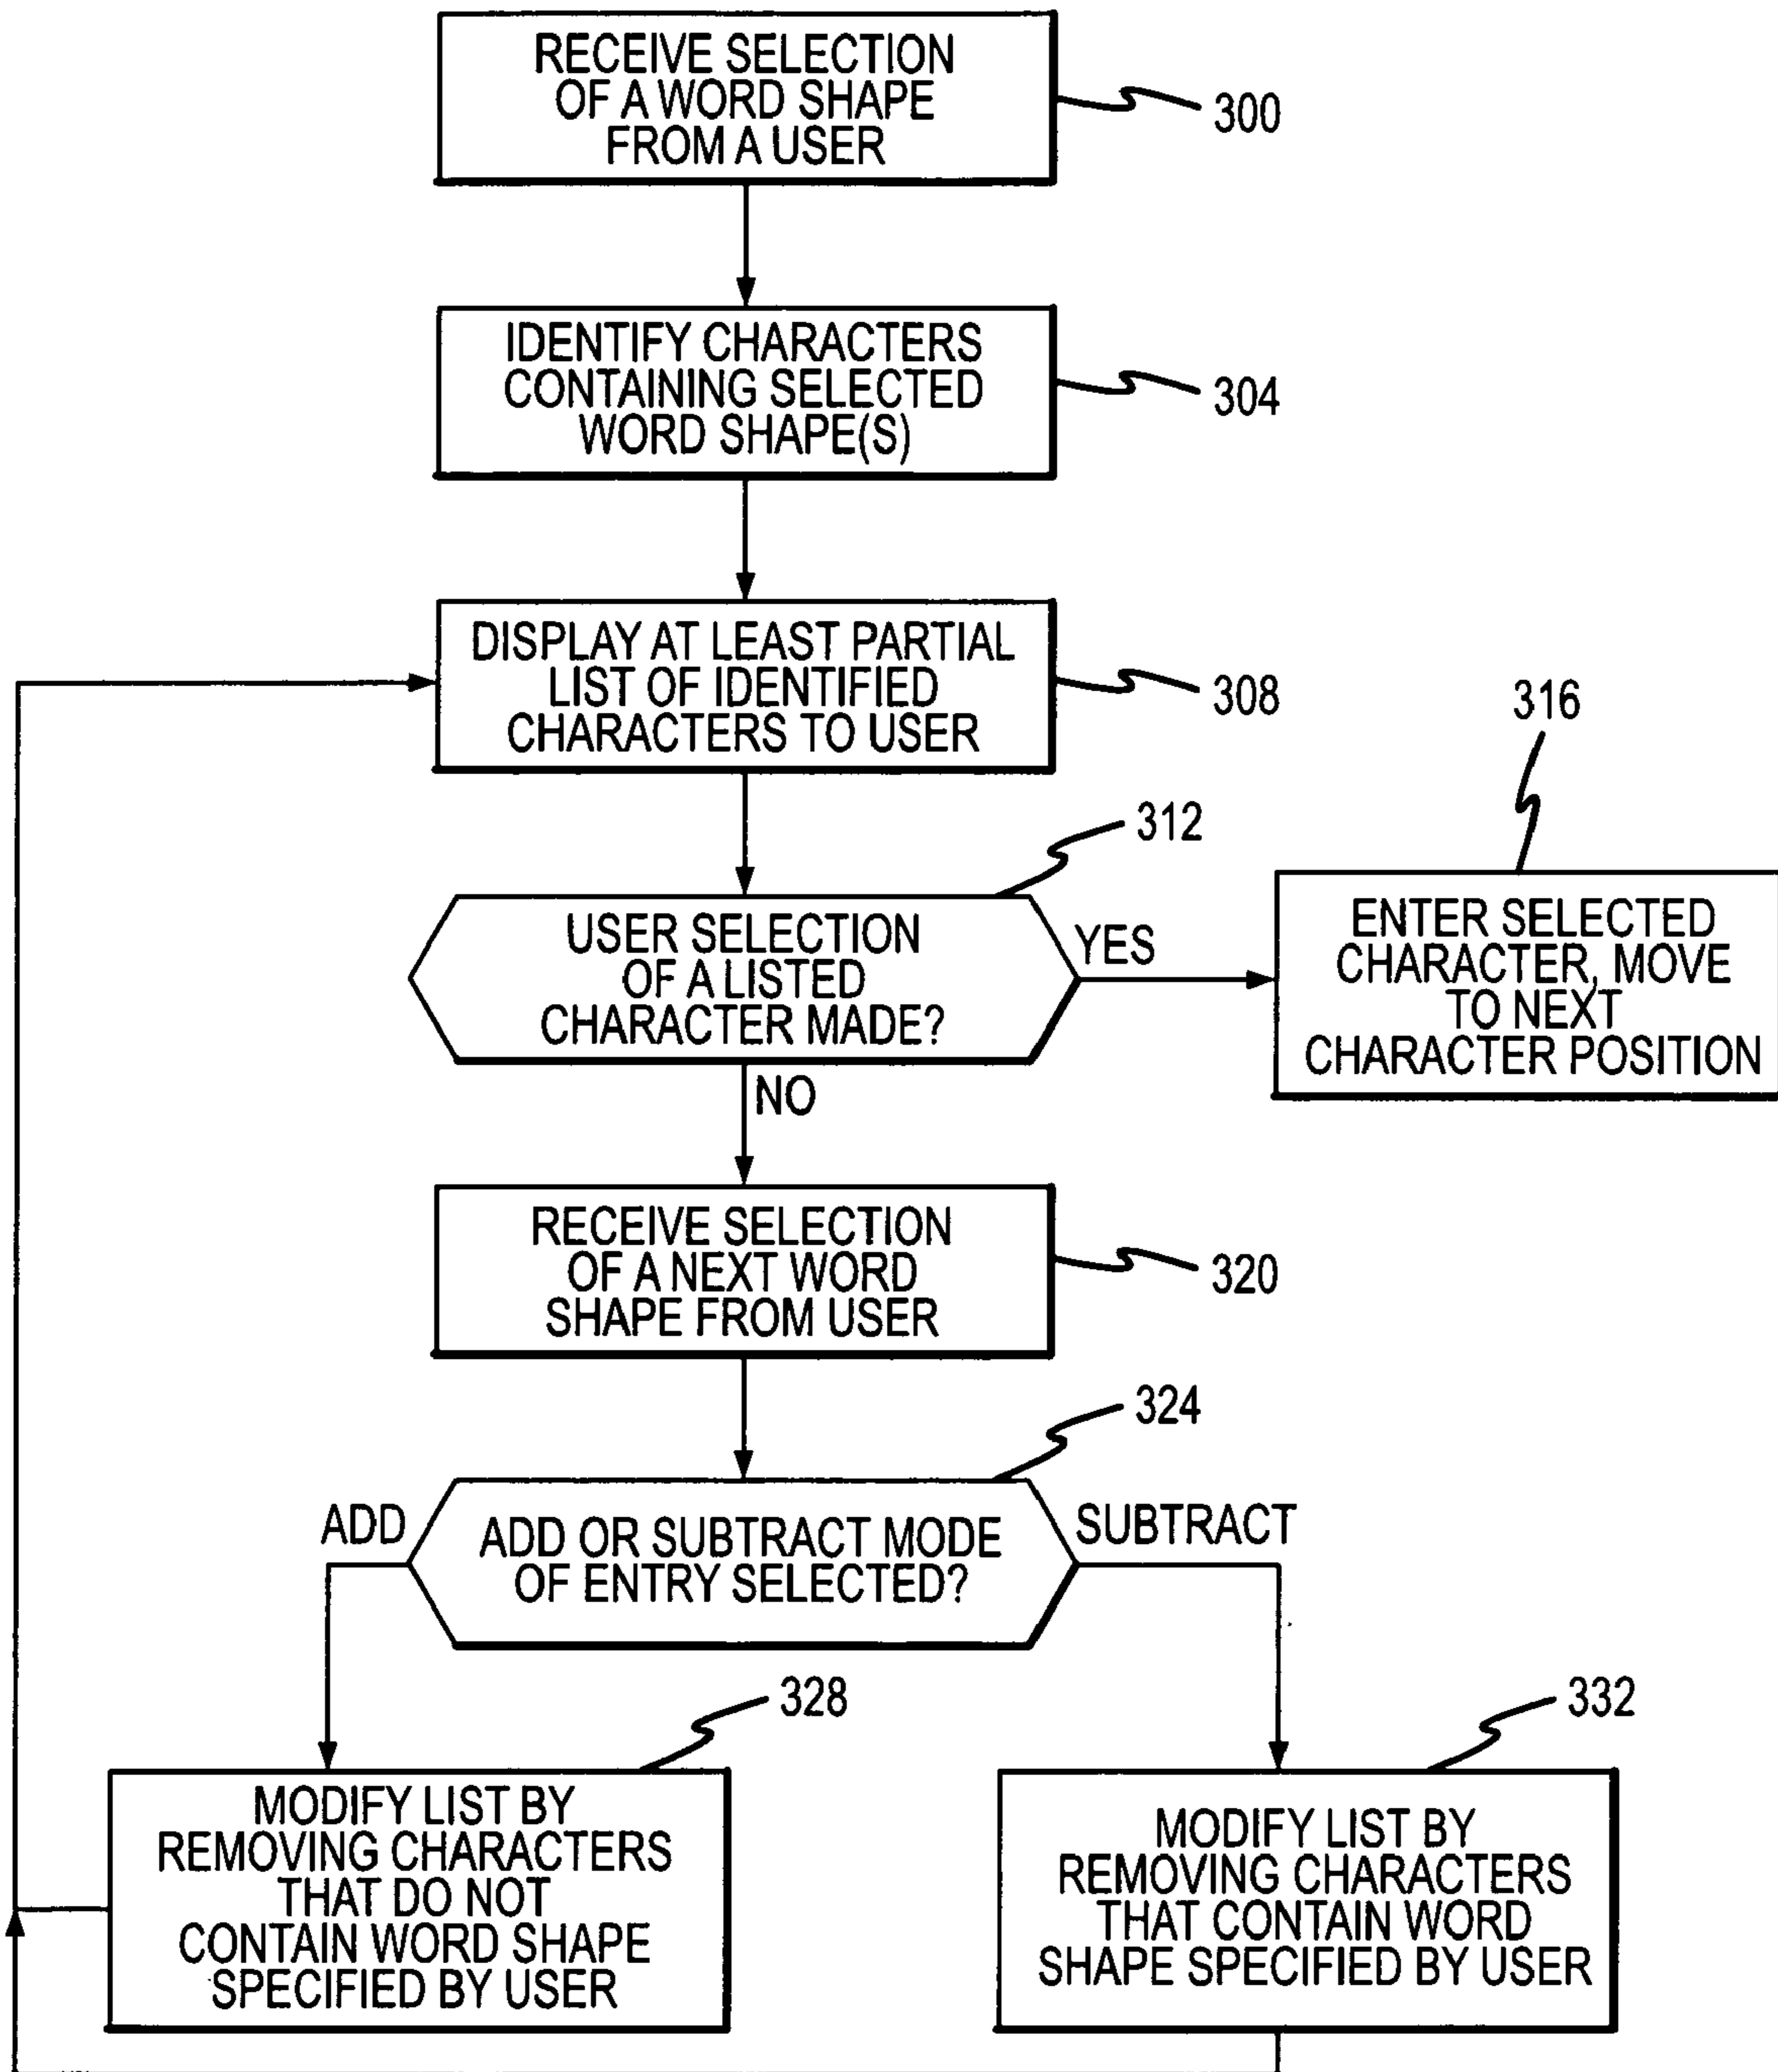 RECEIVE SELECTION
OF A WORD SHAPE
FROM A USER
300
IDENTIFY CHARACTERS
CONTAINING SELECTED
WORD SHAPE(S)
304
DISPLAY AT LEAST PARTIAL
LIST OF IDENTIFIED
CHARACTERS TO USER
308
316
312
USER SELECTION
OF A LISTED
CHARACTER MADE?
YES
ENTER SELECTED
CHARACTER, MOVE
TO NEXT
CHARACTER POSITION
NO
RECEIVE SELECTION
OF A NEXT WORD
SHAPE FROM USER
320
324
ADD
ADD OR SUBTRACT MODE
OF ENTRY SELECTED?
SUBTRACT
328
332
MODIFY LIST BY
REMOVING CHARACTERS
THAT DO NOT
CONTAIN WORD SHAPE
SPECIFIED BY USER
MODIFY LIST BY
REMOVING CHARACTERS
THAT CONTAIN WORD
SHAPE SPECIFIED BY USER